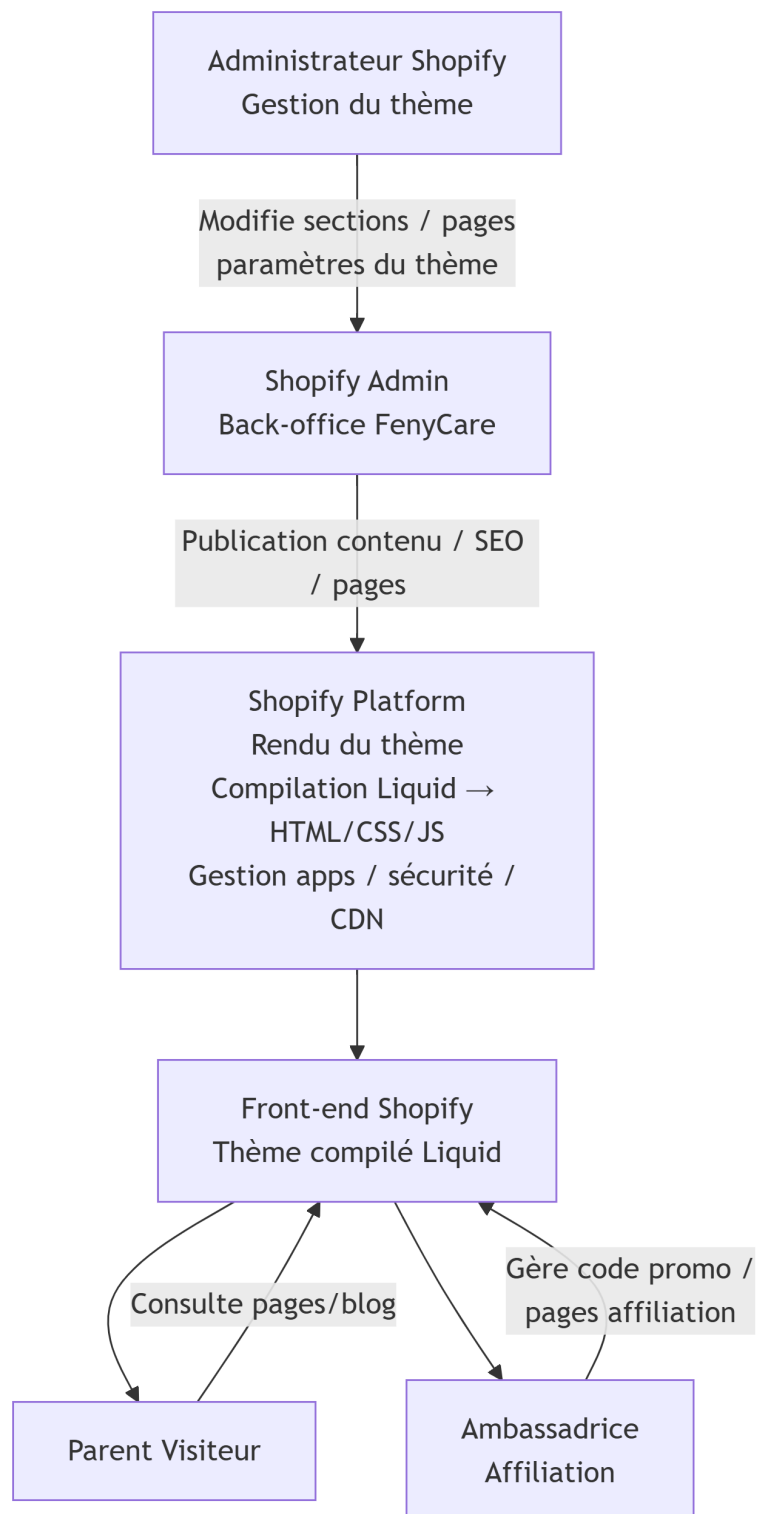 Administrateur Shopify
Gestion du thème
Modifie sections / pages
paramètres du thème
Shopify Admin
Back-office FenyCare
Publication contenu / SEO
/ pages
Shopify Platform
Rendu du thème
Compilation Liquid →
HTML/CSS/JS
Gestion apps / sécurité /
CDN
Front-end Shopify
Thème compilé Liquid
Consulte pages/blog
Gère code promo /
pages affiliation
Parent Visiteur
Ambassadrice
Affiliation